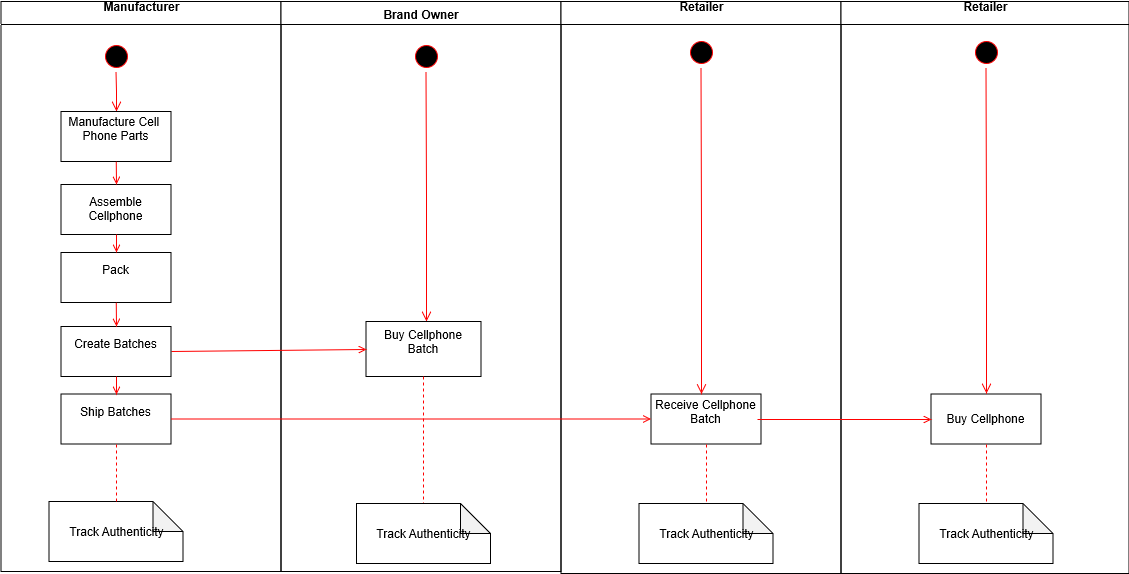 Manufacturer
Brand Owner
Retailer
Retailer
Manufacture Cell
Phone Parts
Assemble
Cellphone
Pack
Create Batches
Buy Cellphone
Batch
Ship Batches
Receive Cellphone
Batch
Buy Cellphone
Track Authenticity
Track Authenticity
Track Authenticity
Track Authenticity